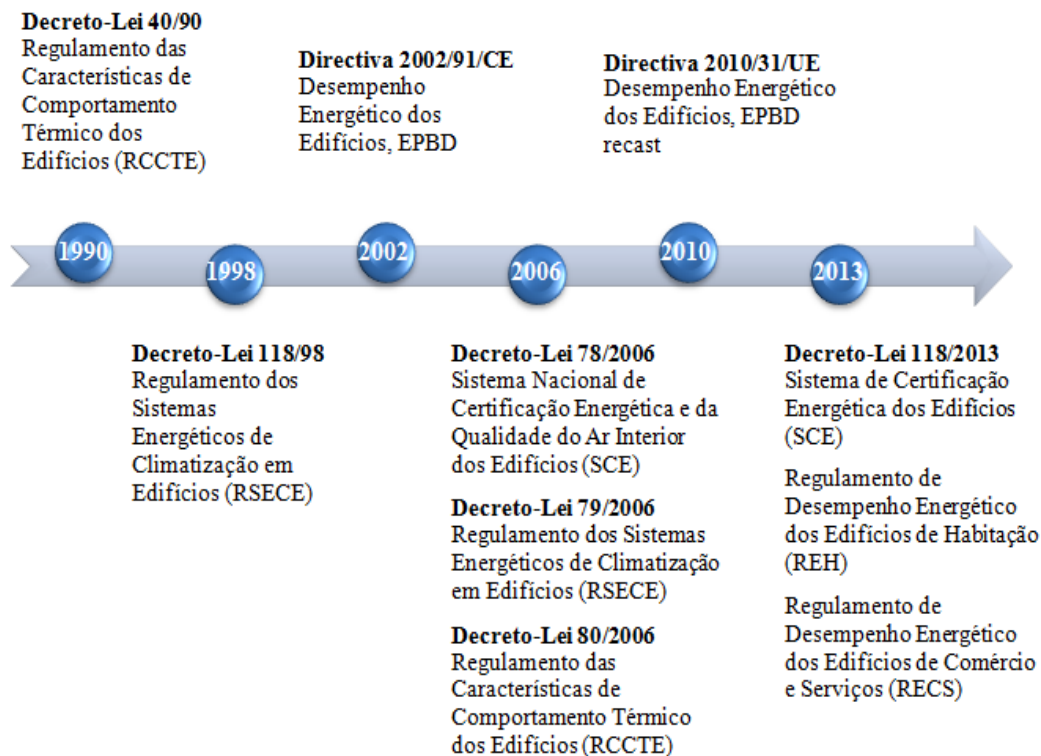 Decreto-Lei 40/90
Regulamento das
Características de
Comportamento
Térmico dos
Edifícios (RCCTE)
Directiva 2002/91/CE
Desempenho
Energético dos
Edifícios, EPBD
Directiva 2010/31/UE
Desempenho Energético
dos Edifícios, EPBD
recast
1990
1998
2002
2006
2010
2013
Decreto-Lei 118/98
Regulamento dos
Sistemas
Energéticos de
Climatização em
Edifícios (RSECE)
Decreto-Lei 78/2006
Sistema Nacional de
Certificação Energética e da
Qualidade do Ar Interior
dos Edifícios (SCE)
Decreto-Lei 79/2006
Regulamento dos Sistemas
Energéticos de Climatização
em Edifícios (RSECE)
Decreto-Lei 80/2006
Regulamento das
Características de
Comportamento Térmico
dos Edifícios (RCCTE)
Decreto-Lei 118/2013
Sistema de Certificação
Energética dos Edifícios
(SCE)
Regulamento de
Desempenho Energético
dos Edifícios de Habitação
(REH)
Regulamento de
Desempenho Energético
dos Edifícios de Comércio
e Serviços (RECS)